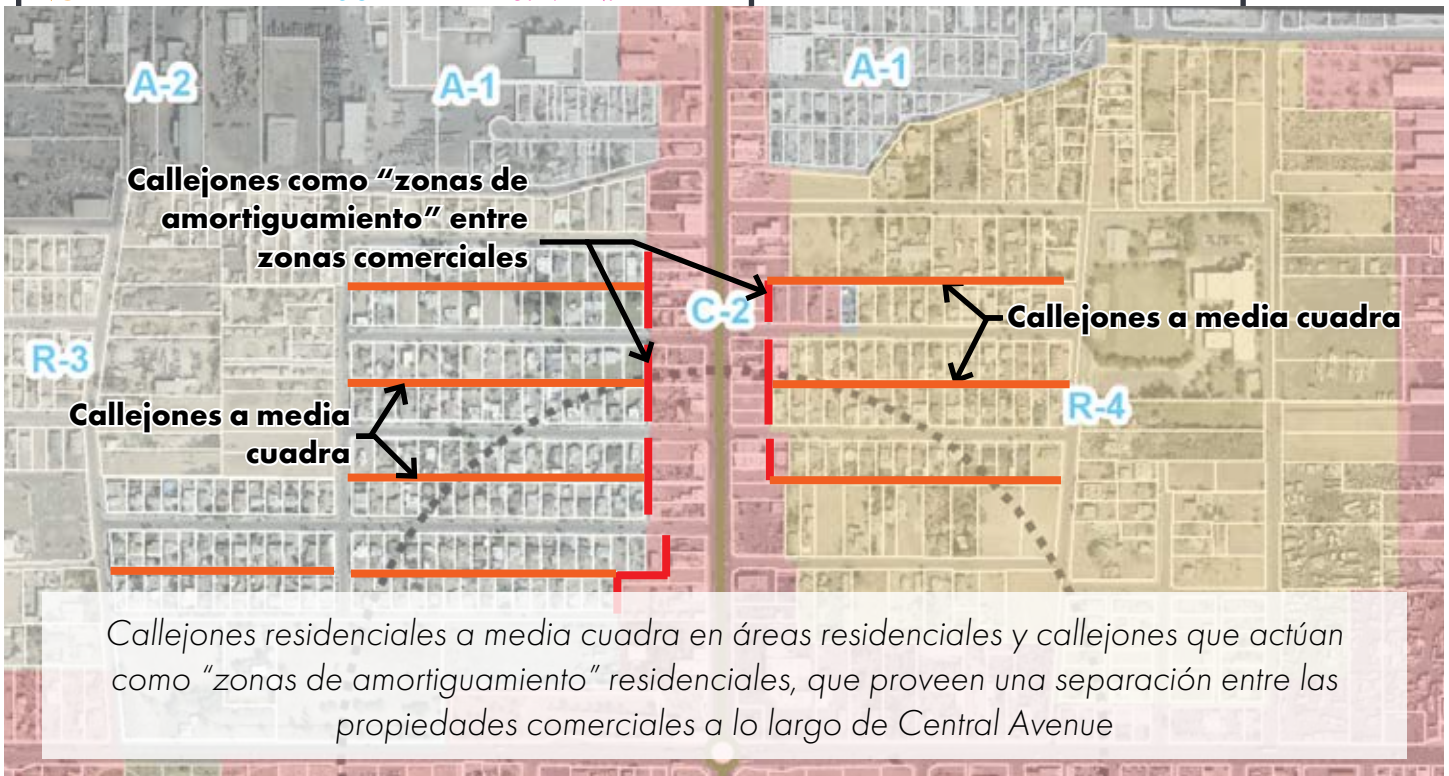 A-2
A-1
A-1
Callejones como “zonas de
amortiguamiento” entre
zonas comerciales
C-2
Callejones a media cuadra
R-3
Callejones a media
cuadra
R-4
Callejones residenciales a media cuadra en áreas residenciales y callejones que actúan
como “zonas de amortiguamiento” residenciales, que proveen una separación entre las
propiedades comerciales a lo largo de Central Avenue